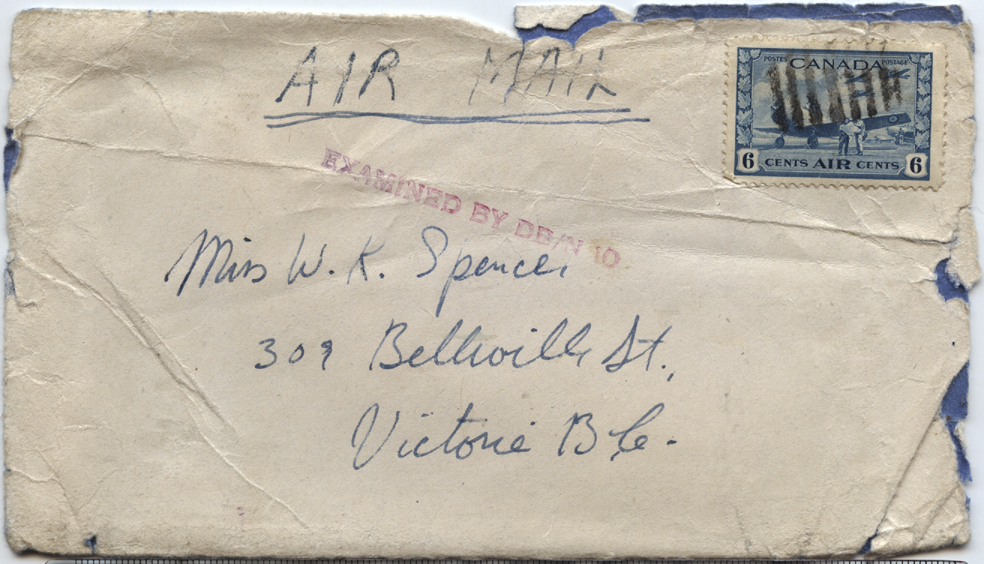 AIR MAIL
POSTES CANADA POSTAGE
6 CENTS AIR CENTS 6
EXAMINED BY DB/N 10
Miss W. K. Spencer
309 Belleville St.,
Victoria B.C.